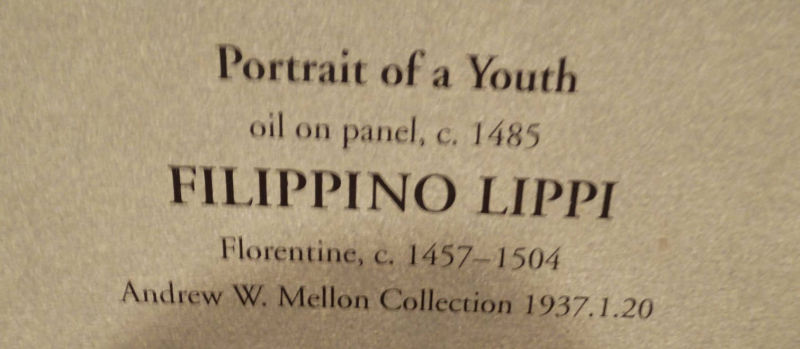 Portrait of a Youth
oil on panel, c. 1485
FILIPPINO LIPPI
Florentine, c. 1457–1504
Andrew W. Mellon Collection 1937.1.20